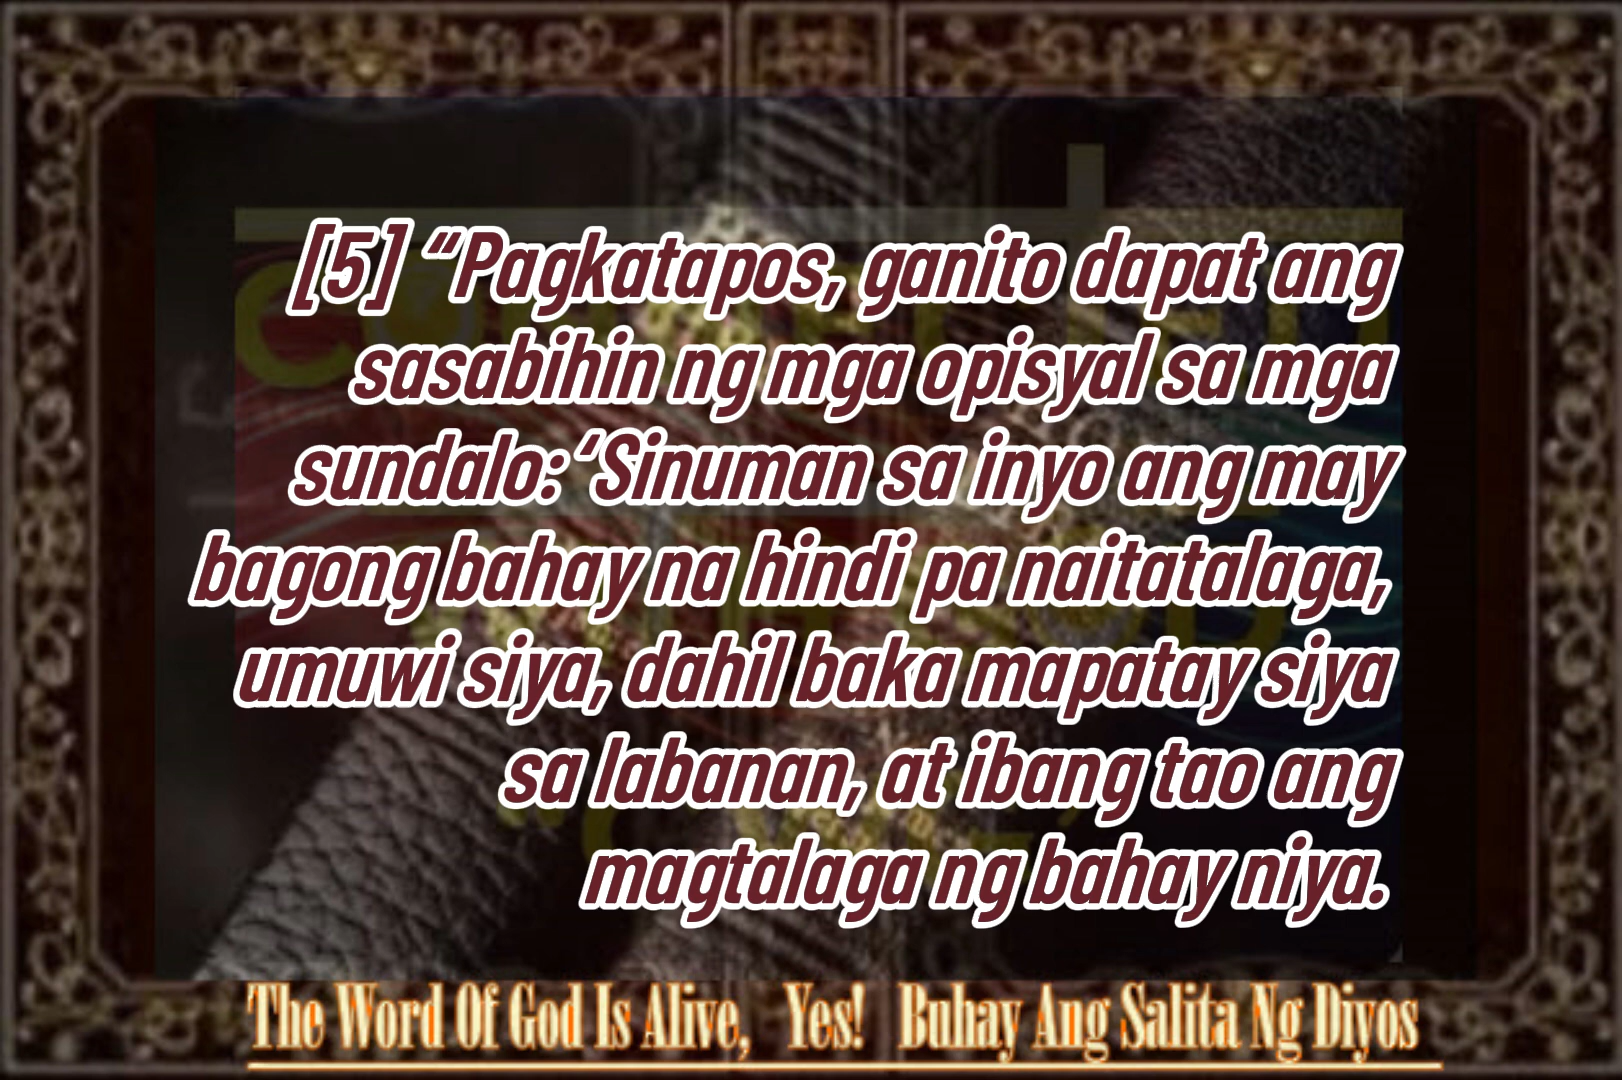 [5] “Pagkatapos, ganito dapat ang
sasabihin ng mga opisyal sa mga
sundalo: ‘Sinuman sa inyo ang may
bagong bahay na hindi pa naitatalaga,
umuwi siya, dahil baka mapatay siya
sa labanan, at ibang tao ang
magtalaga ng bahay niya.
The Word Of God Is Alive, Yes! Buhay Ang Salita Ng Diyos